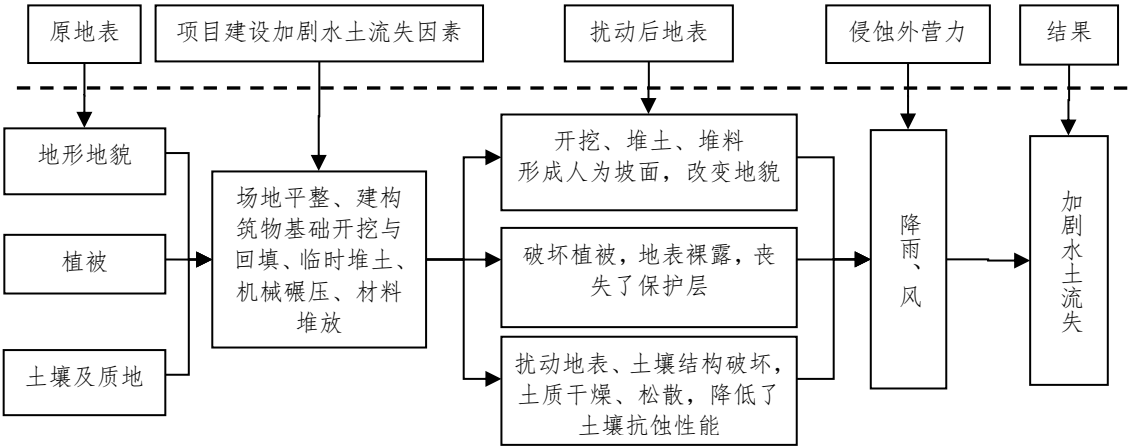 原地表
项目建设加剧水土流失因素
扰动后地表
侵蚀外营力
结果
地形地貌
植被
土壤及质地
场地平整、建构
筑物基础开挖与
回填、临时堆土、
机械碾压、材料
堆放
开挖、堆土、堆料
形成人为坡面，改变地貌
破坏植被，地表裸露，丧
失了保护层
扰动地表、土壤结构破坏，
土质干燥、松散，降低了
土壤抗蚀性能
降雨、风
加剧水土流失